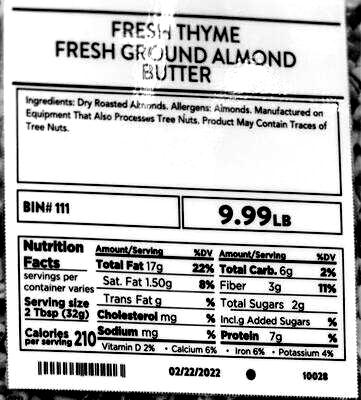 FRESH THYME
FRESH GROUND ALMOND
BUTTER
Ingredients: Dry Roasted Almonds. Allergens: Almonds. Manufactured on
Equipment That Also Processes Tree Nuts. Product May Contain Traces of
Tree Nuts.
BIN# 111
9.99LB
Nutrition
Facts
servings per
container varies
Serving size
2 Tbsp (32g)
Calories
per serving 210
Amount/Serving %DV
Total Fat 17g 22%
Sat. Fat 1.50g 8%
Trans Fat g %
Cholesterol mg %
Sodium mg %
Amount/Serving %DV
Total Carb. 6g 2%
Fiber 3g 11%
Total Sugars 2g
Incl.g Added Sugars %
Protein 7g %
Vitamin D 2% • Calcium 6% • Iron 6% • Potassium 4%
02/22/2022
10028